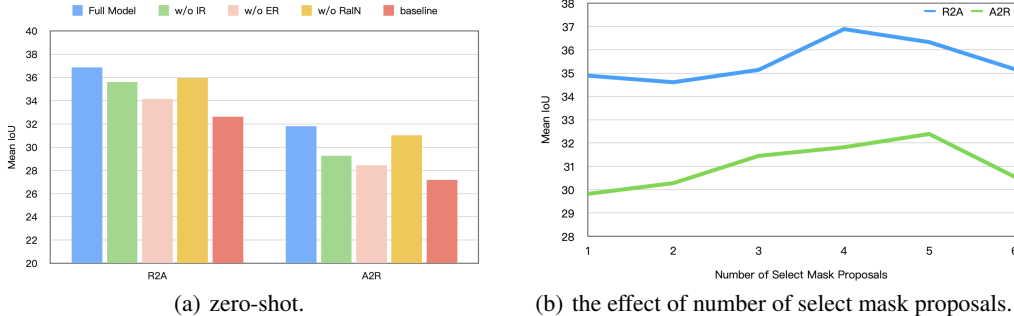 Full Model w/o IR w/o ER w/o RaIN baseline
40
38
36
34
32
30
28
26
24
22
20
Mean IoU
R2A A2R
(a) zero-shot.
R2A A2R
38
37
36
35
34
33
32
31
30
29
28
Mean IoU
1 2 3 4 5 6
Number of Select Mask Proposals
(b) the effect of number of select mask proposals.